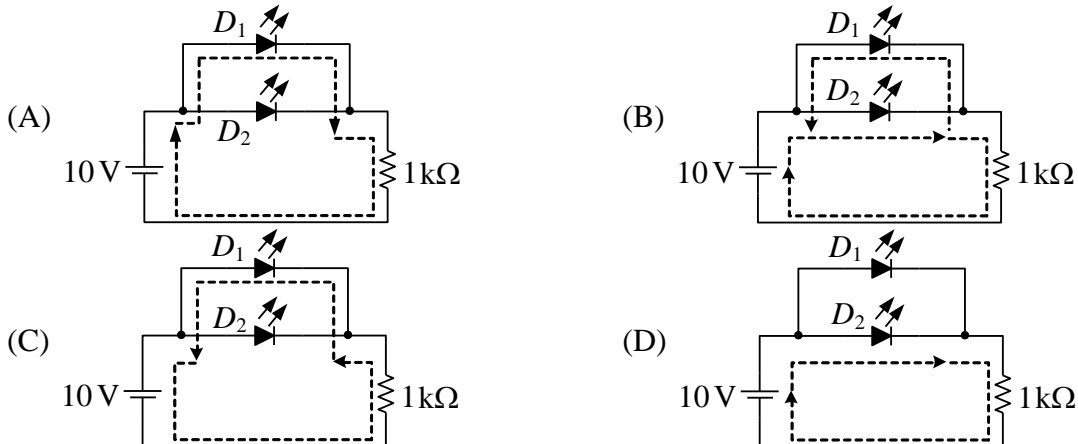 (A) D₁ D₂ 10 V 1 kΩ
(B) D₁ D₂ 10 V 1 kΩ
(C) D₁ D₂ 10 V 1 kΩ
(D) D₁ D₂ 10 V 1 kΩ